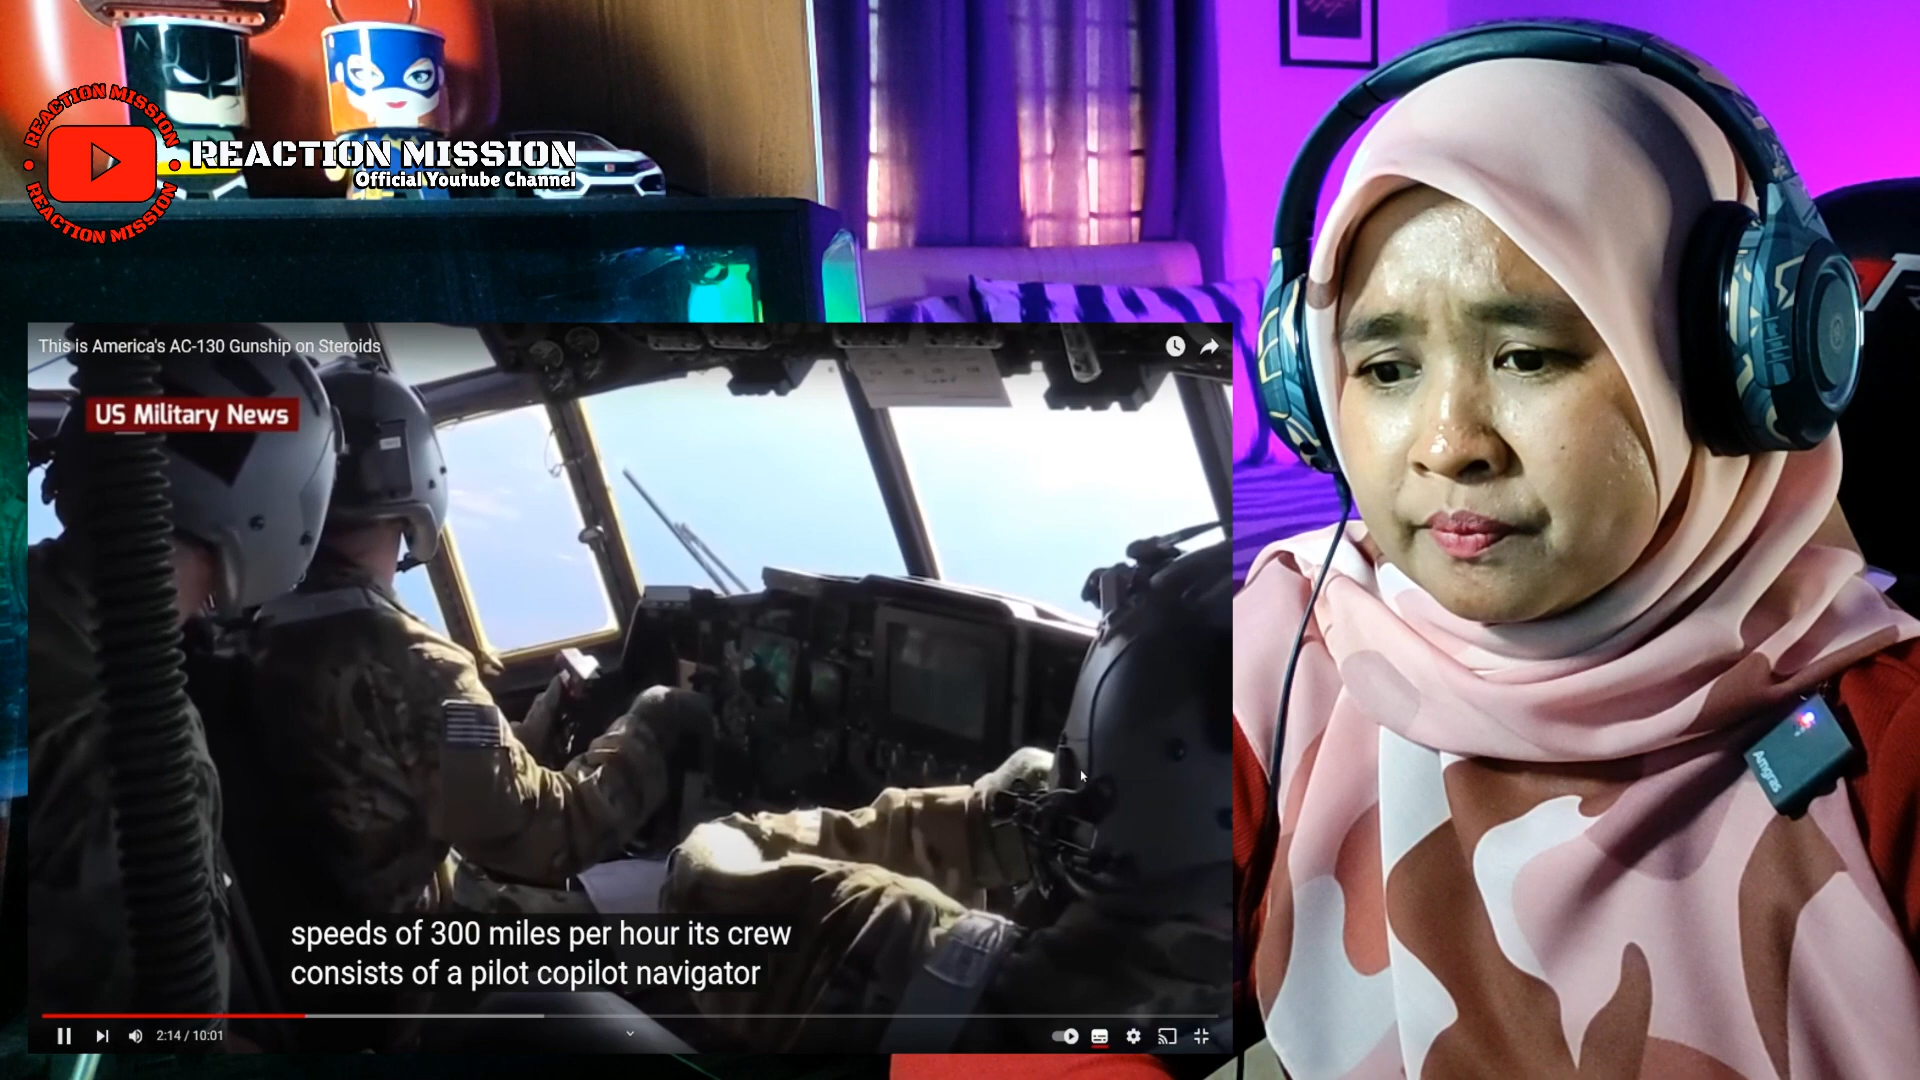 REACTION MISSION
REACTION MISSION
REACTION MISSION
Official Youtube Channel
This is America's AC-130 Gunship on Steroids
US Military News
Amgras
speeds of 300 miles per hour its crew
consists of a pilot copilot navigator
2:14 / 10:01